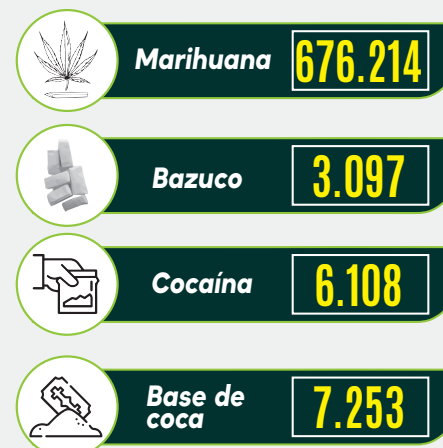 Marihuana 676.214
Bazuco 3.097
Cocaína 6.108
Base de
coca 7.253